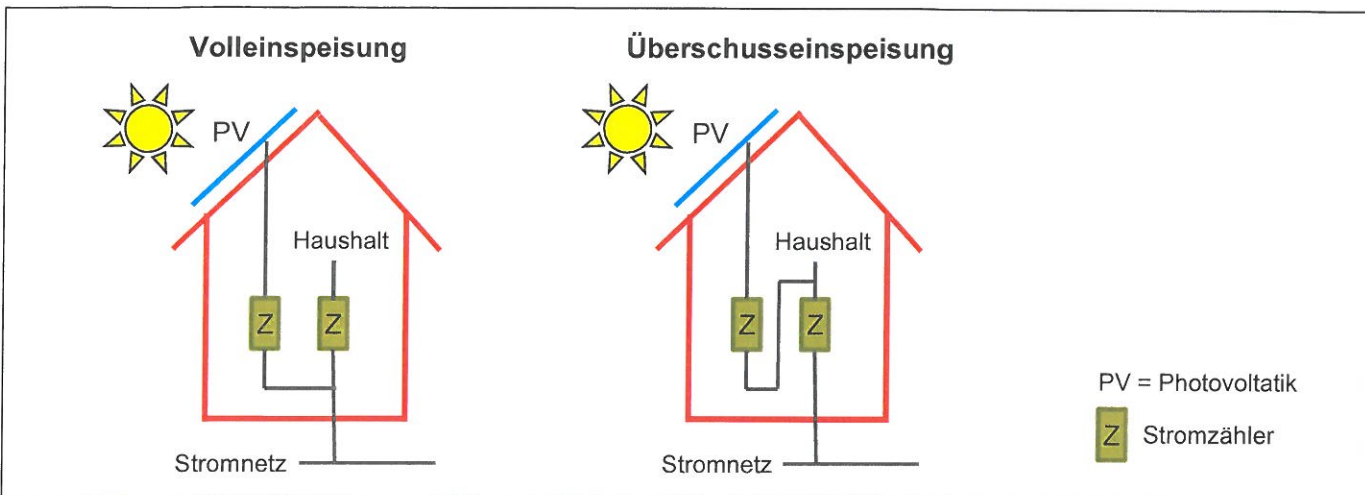 Volleinspeisung
Überschusseinspeisung
PV
PV
Haushalt
Haushalt
Z
Z
Z
Z
PV = Photovoltatik
Z Stromzähler
Stromnetz
Stromnetz